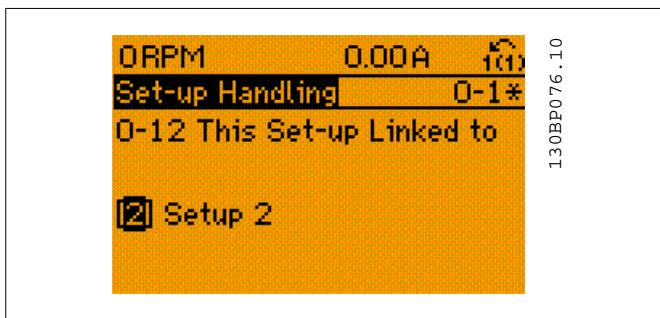 0RPM 0.00A 1(1)
Set-up Handling 0-1*
0-12 This Set-up Linked to
[2] Setup 2
130BP076.10